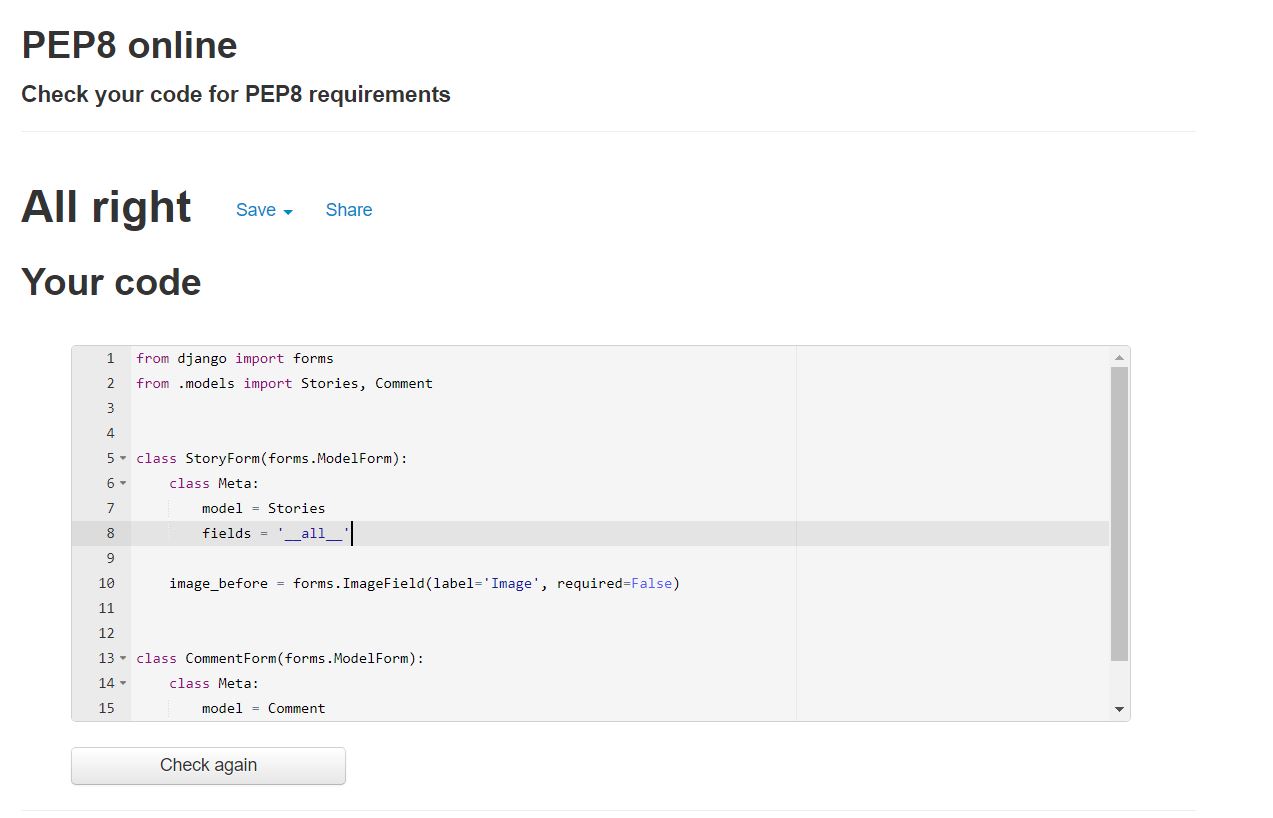 PEP8 online
Check your code for PEP8 requirements
All right Save Share
Your code
1 from django import forms
2 from .models import Stories, Comment
3
4
5 class StoryForm(forms.ModelForm):
6     class Meta:
7         model = Stories
8         fields = '__all__'
9
10     image_before = forms.ImageField(label='Image', required=False)
11
12
13 class CommentForm(forms.ModelForm):
14     class Meta:
15         model = Comment
Check again